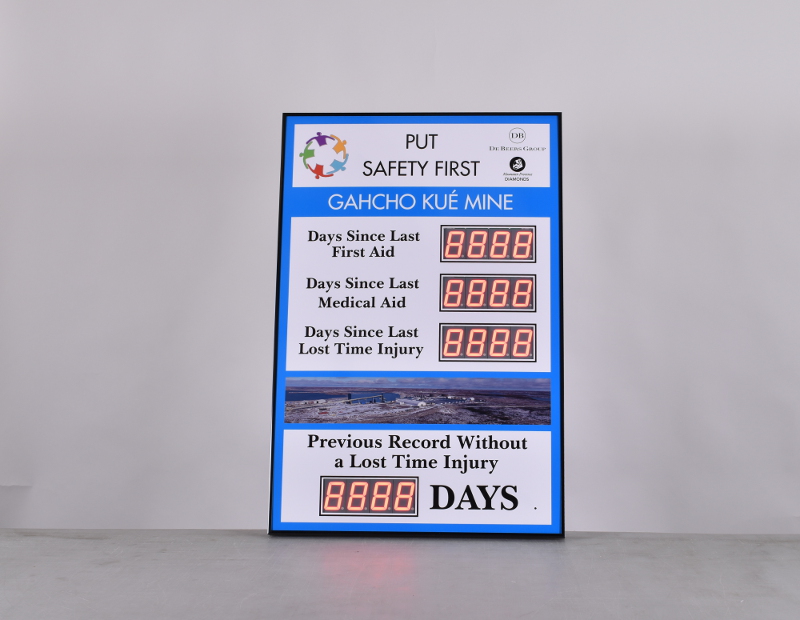 PUT
SAFETY FIRST
DB
DE BEERS GROUP
DIAMONDS
GAHCHO KUÉ MINE
Days Since Last
First Aid
8888
Days Since Last
Medical Aid
8888
Days Since Last
Lost Time Injury
8888
Previous Record Without
a Lost Time Injury
8888 DAYS .